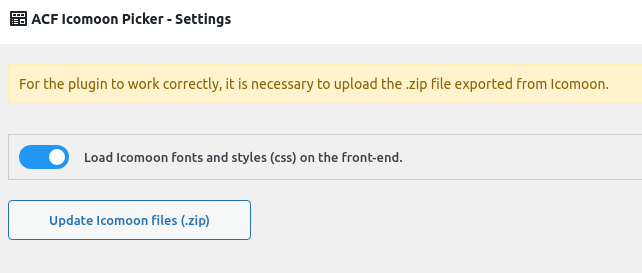 ACF Icomoon Picker - Settings
For the plugin to work correctly, it is necessary to upload the .zip file exported from Icomoon.
Load Icomoon fonts and styles (css) on the front-end.
Update Icomoon files (.zip)